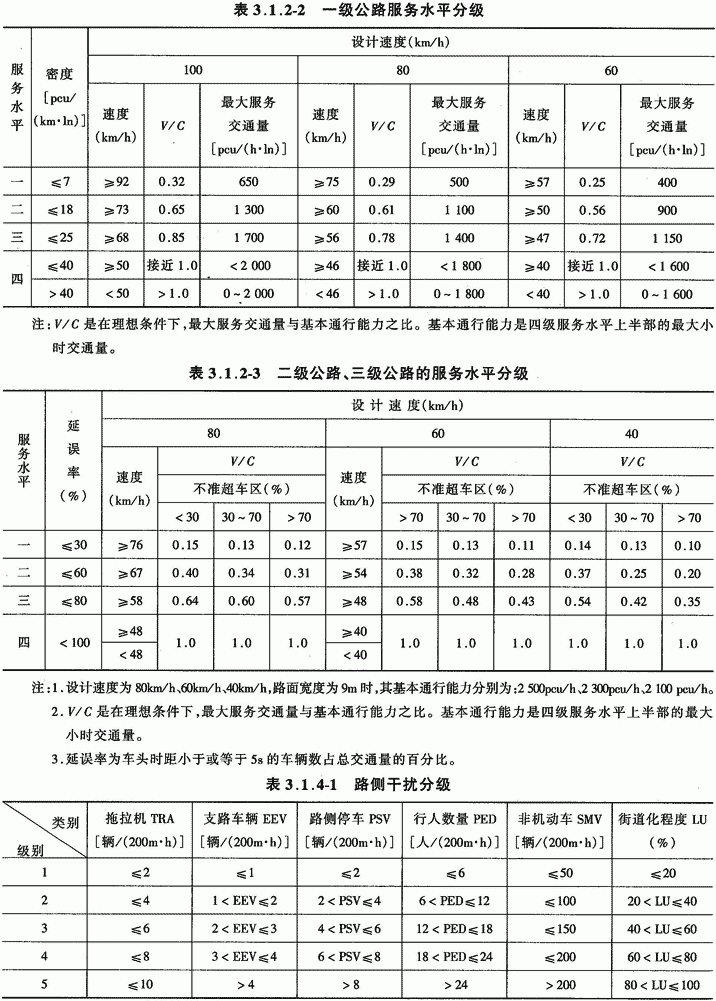 表 3.1.2-2 一级公路服务水平分级
服务水平 密度[pcu/(km·ln)] 设计速度(km/h)
100 80 60
速度(km/h) V/C 最大服务交通量[pcu/(h·ln)] 速度(km/h) V/C 最大服务交通量[pcu/(h·ln)] 速度(km/h) V/C 最大服务交通量[pcu/(h·ln)]
一 ≤7 ≥92 0.32 650 ≥75 0.29 500 ≥57 0.25 400
二 ≤18 ≥73 0.65 1 300 ≥60 0.61 1 100 ≥50 0.56 900
三 ≤25 ≥68 0.85 1 700 ≥56 0.78 1 400 ≥47 0.72 1 150
四 ≤40 ≥50 接近 1.0 <2 000 ≥46 接近 1.0 <1 800 ≥40 接近 1.0 <1 600
>40 <50 >1.0 0~2 000 <46 >1.0 0~1 800 <40 >1.0 0~1 600
注:V/C 是在理想条件下,最大服务交通量与基本通行能力之比。基本通行能力是四级服务水平上半部的最大小
时交通量。
表 3.1.2-3 二级公路、三级公路的服务水平分级
服务水平 延误率(%) 设计速度(km/h)
80 60 40
速度(km/h) V/C 速度(km/h) V/C V/C
不准超车区(%) 不准超车区(%) 不准超车区(%)
<30 30~70 >70 >70 30~70 >70 <30 30~70 >70
一 ≤30 ≥76 0.15 0.13 0.12 ≥57 0.15 0.13 0.11 0.14 0.13 0.10
二 ≤60 ≥67 0.40 0.34 0.31 ≥54 0.38 0.32 0.28 0.37 0.25 0.20
三 ≤80 ≥58 0.64 0.60 0.57 ≥48 0.58 0.48 0.43 0.54 0.42 0.35
四 <100 ≥48 1.0 1.0 1.0 ≥40 1.0 1.0 1.0 1.0 1.0 1.0
<48 <40
注:1.设计速度为 80km/h、60km/h、40km/h,路面宽度为 9m 时,其基本通行能力分别为:2 500pcu/h、2 300pcu/h、2 100 pcu/h。
2.V/C 是在理想条件下,最大服务交通量与基本通行能力之比。基本通行能力是四级服务水平上半部的最大
小时交通量。
3.延误率为车头时距小于或等于 5s 的车辆数占总交通量的百分比。
表 3.1.4-1 路侧干扰分级
类别 级别 拖拉机 TRA[辆/(200m·h)] 支路车辆 EEV[辆/(200m·h)] 路侧停车 PSV[辆/(200m·h)] 行人数量 PED[人/(200m·h)] 非机动车 SMV[辆/(200m·h)] 街道化程度 LU(%)
1 ≤2 ≤1 ≤2 ≤6 ≤50 ≤20
2 ≤4 1<EEV≤2 2<PSV≤4 6<PED≤12 ≤100 20<LU≤40
3 ≤6 2<EEV≤3 4<PSV≤6 12<PED≤18 ≤150 40<LU≤60
4 ≤8 3<EEV≤4 6<PSV≤8 18<PED≤24 ≤200 60<LU≤80
5 ≤10 >4 >8 >24 >200 80<LU≤100